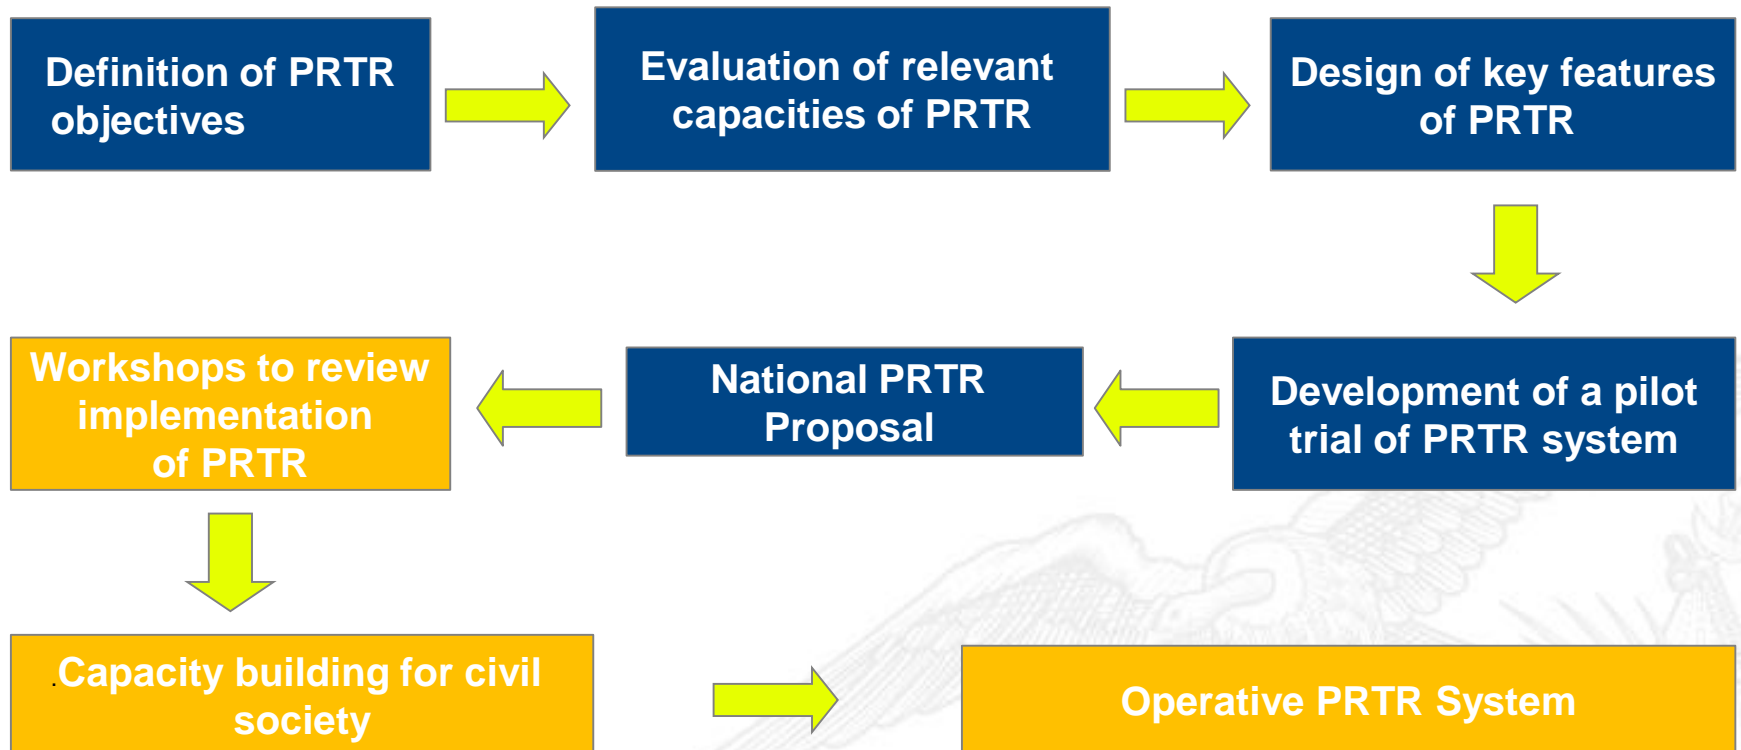 Definition of PRTR
objectives
Evaluation of relevant
capacities of PRTR
Design of key features
of PRTR
Development of a pilot
trial of PRTR system
National PRTR
Proposal
Workshops to review
implementation
of PRTR
.Capacity building for civil
society
Operative PRTR System